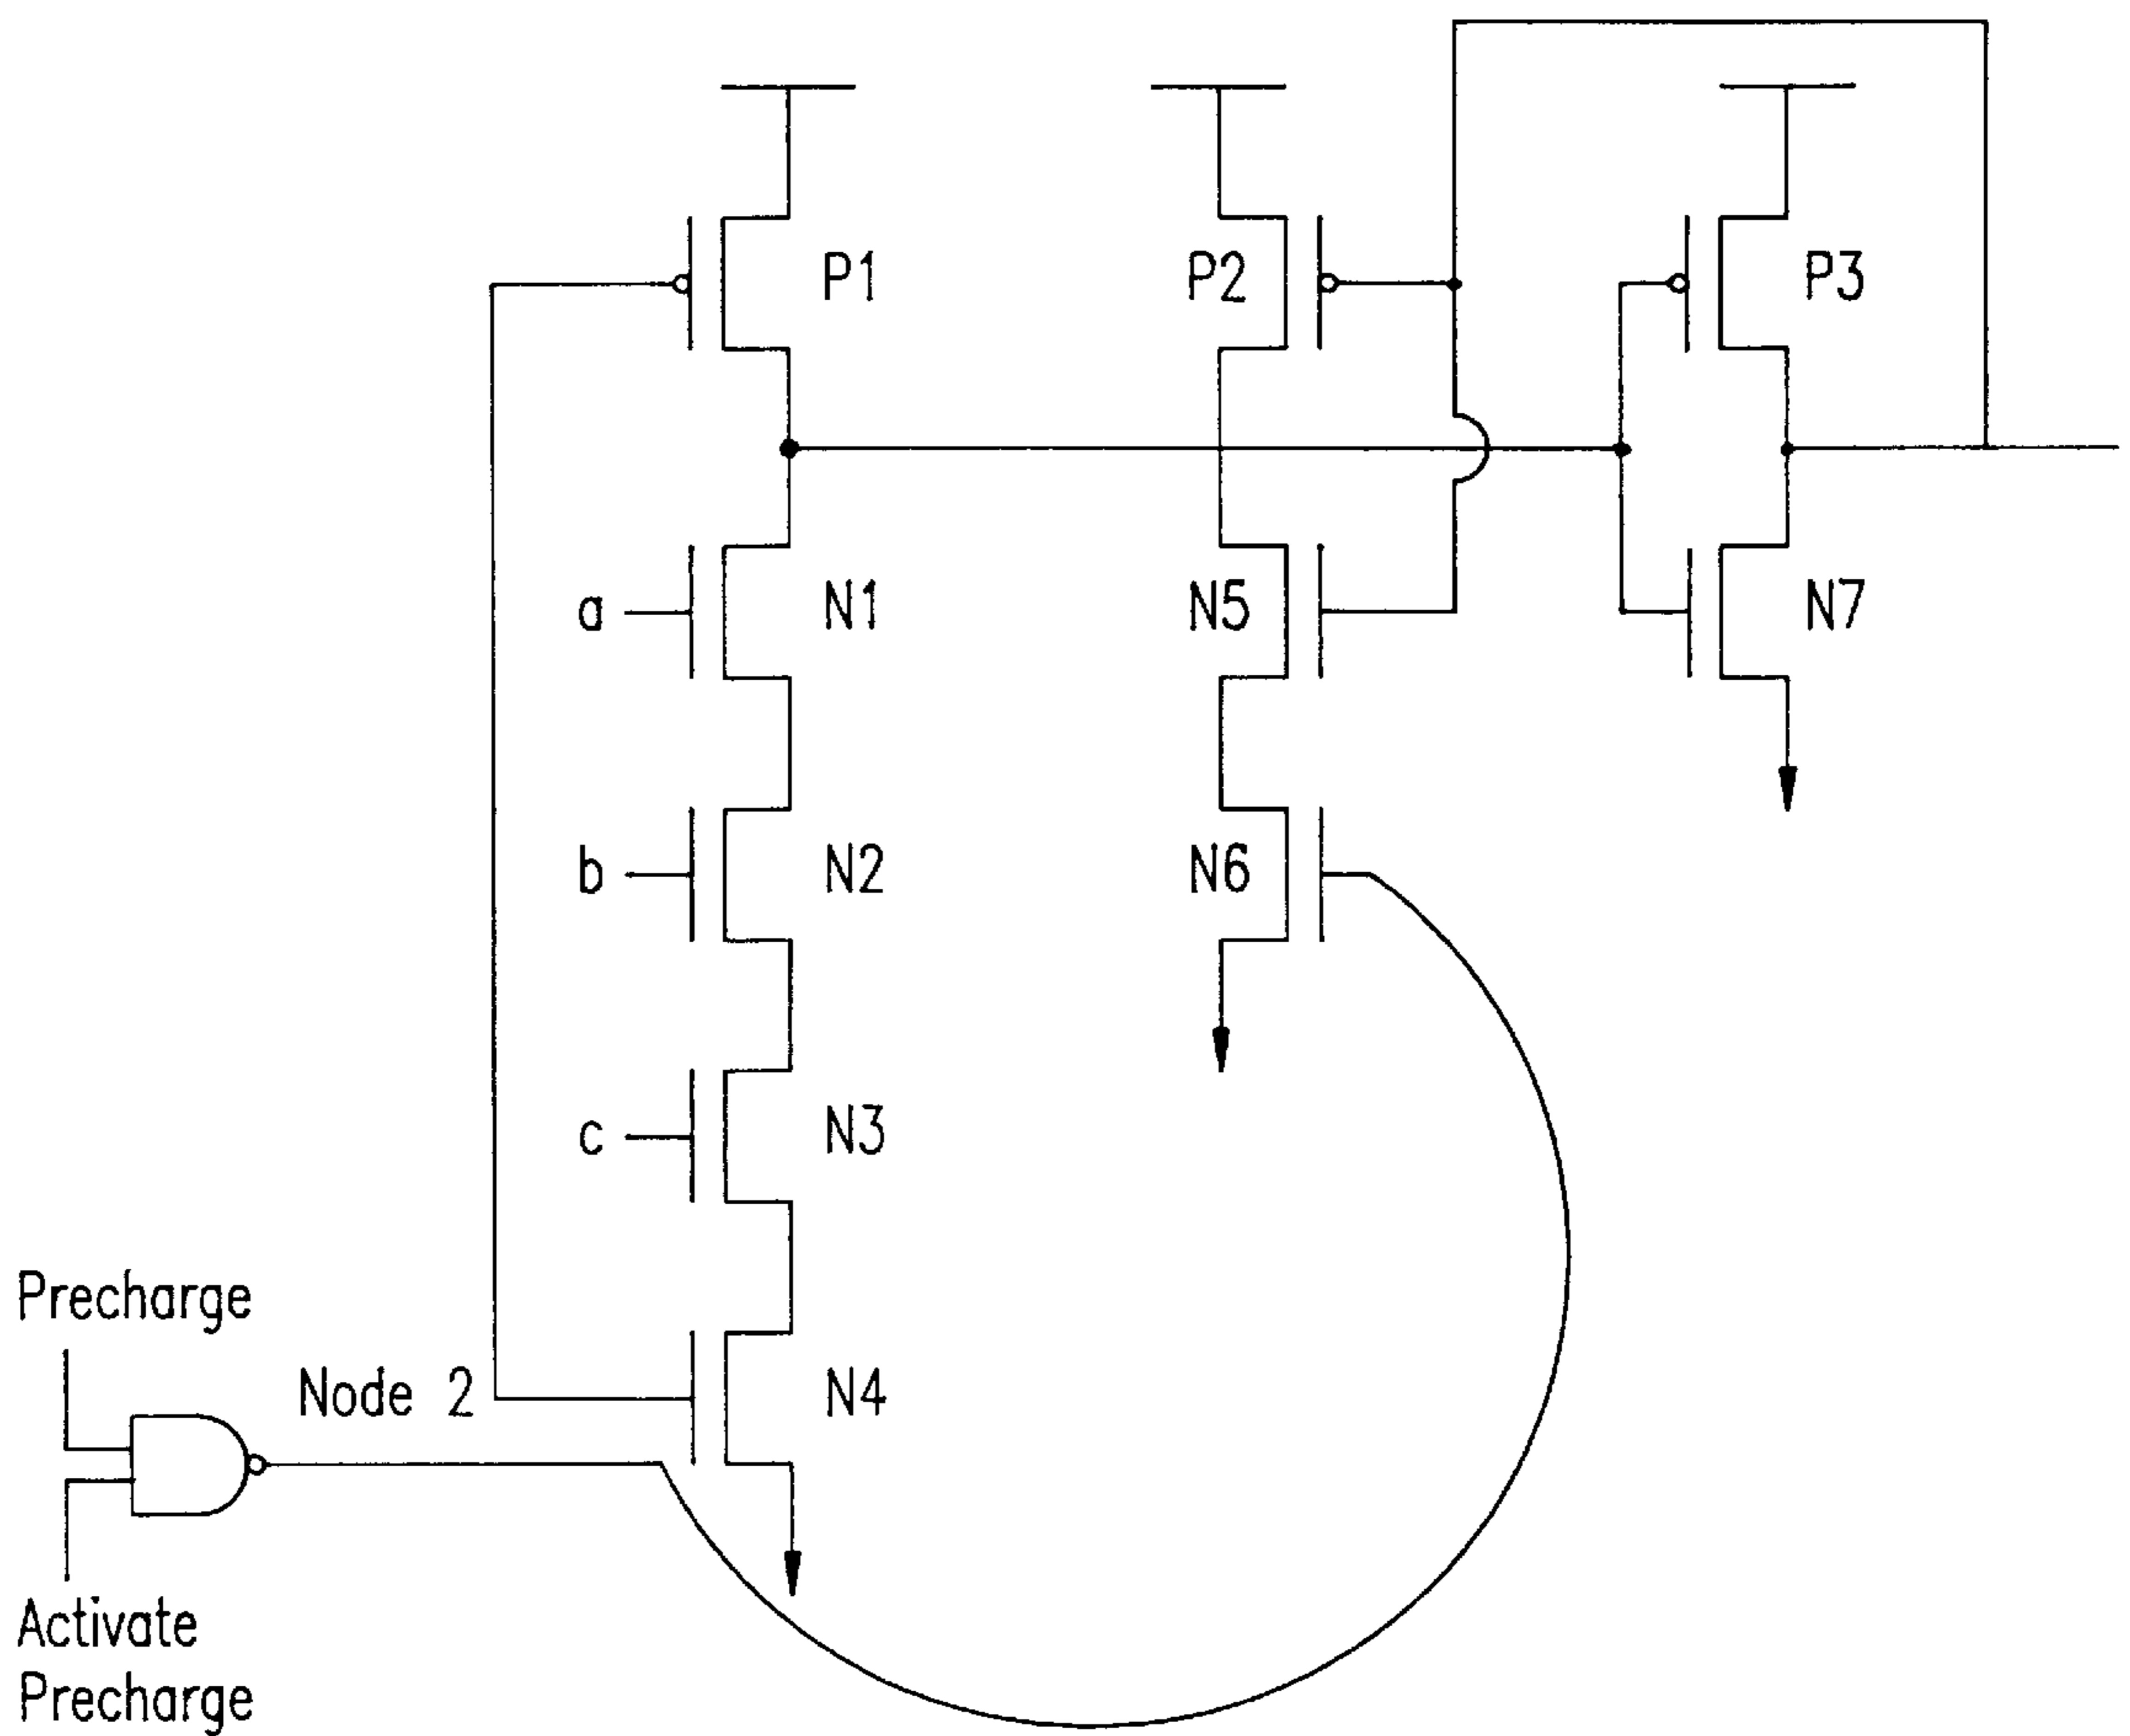 P1
P2
P3
a
N1
N5
N7
b
N2
N6
c
N3
Precharge
Node 2
N4
Activate
Precharge